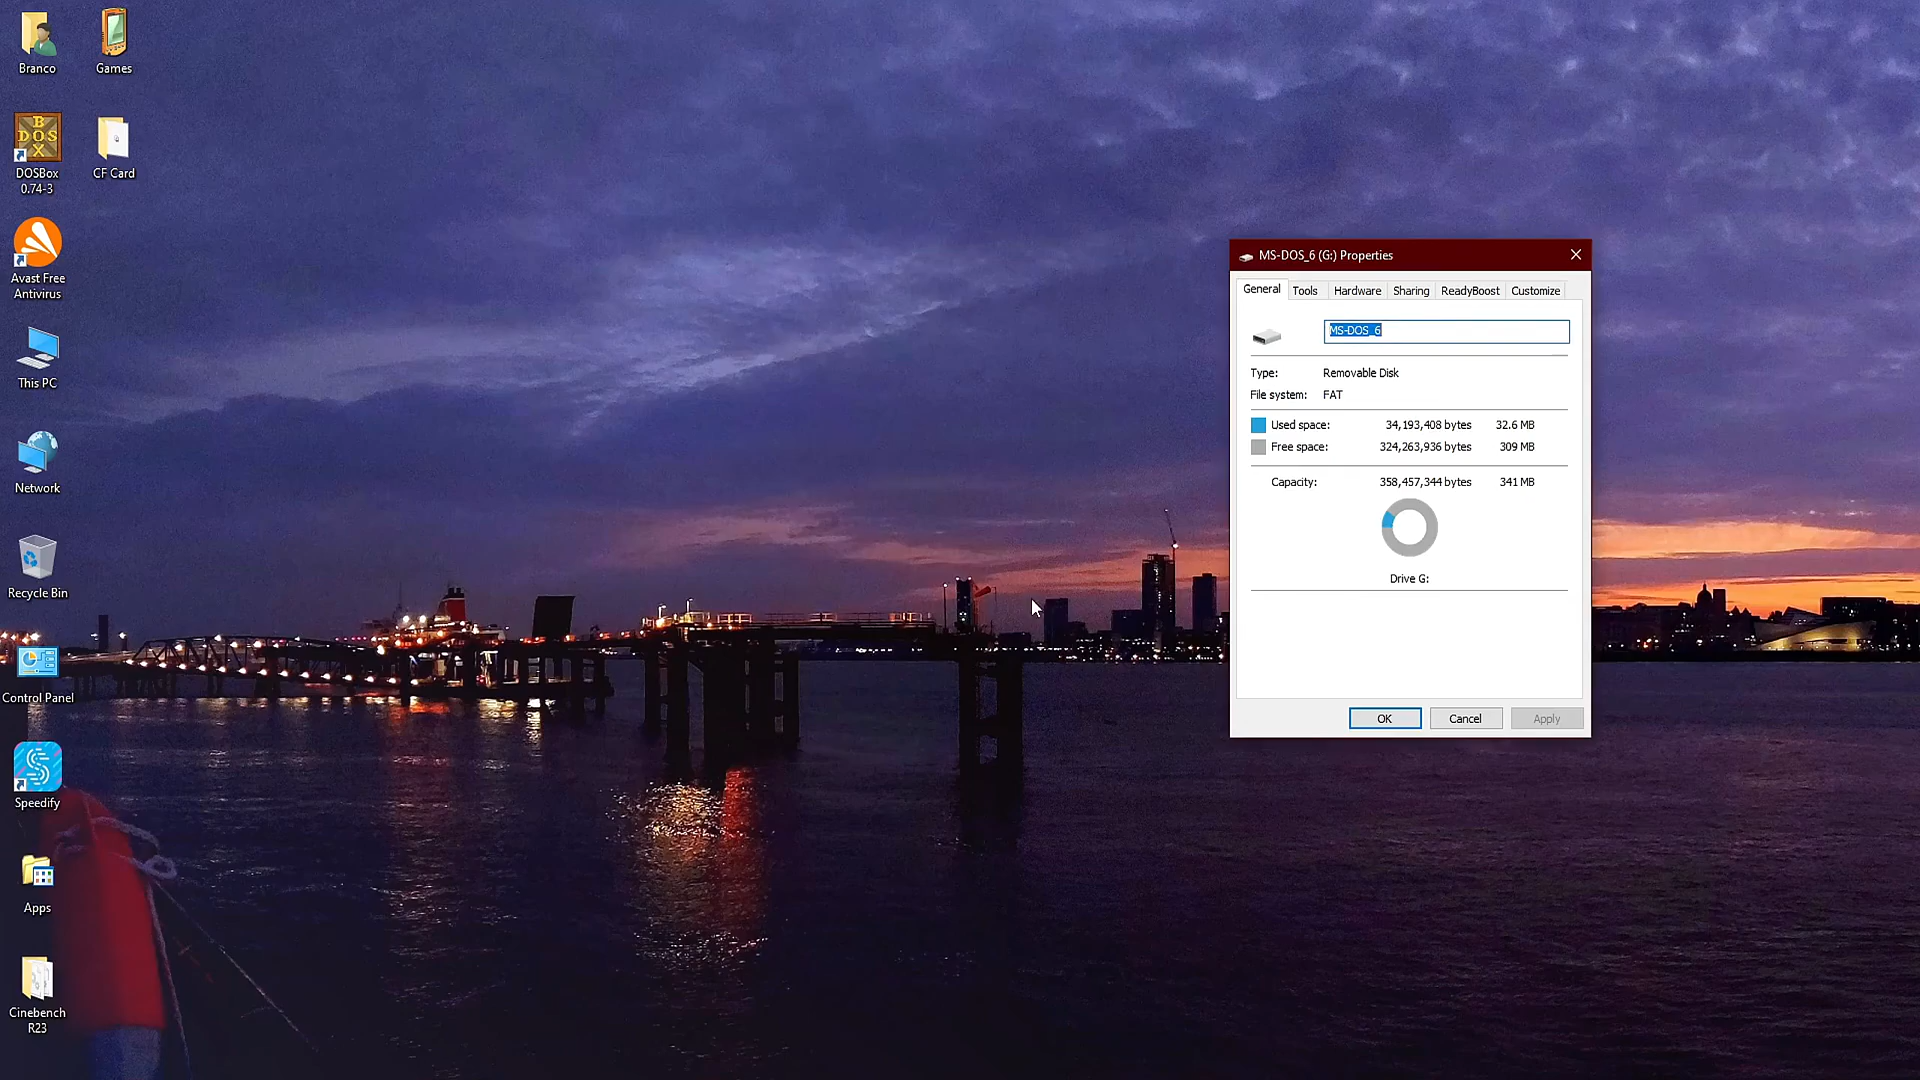 Branco
Games
DOSBox
0.74-3
CF Card
Avast Free
Antivirus
This PC
Network
Recycle Bin
Control Panel
Speedify
Apps
Cinebench
R23
MS-DOS_6 (G:) Properties
General
Tools
Hardware
Sharing
ReadyBoost
Customize
MS-DOS_6
Type: Removable Disk
File system: FAT
Used space: 34,193,408 bytes 32.6 MB
Free space: 324,263,936 bytes 309 MB
Capacity: 358,457,344 bytes 341 MB
Drive G:
OK
Cancel
Apply